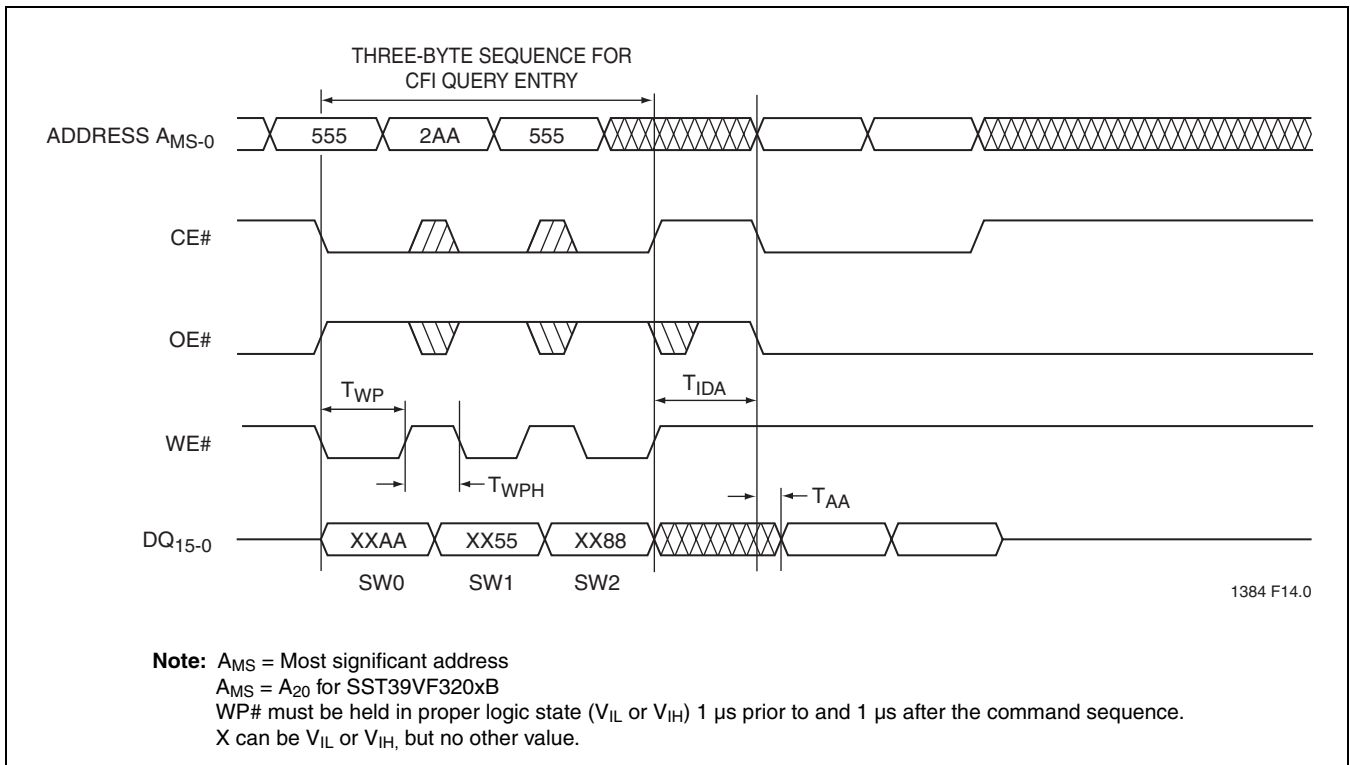 THREE-BYTE SEQUENCE FOR
CFI QUERY ENTRY
ADDRESS AMS-0
555 2AA 555
CE#
OE#
TWP TIDA
WE#
TWPH
TAA
DQ15-0
XXAA XX55 XX88
SW0 SW1 SW2
1384 F14.0
Note: AMS = Most significant address
AMS = A20 for SST39VF320xB
WP# must be held in proper logic state (VIL or VIH) 1 µs prior to and 1 µs after the command sequence.
X can be VIL or VIH, but no other value.